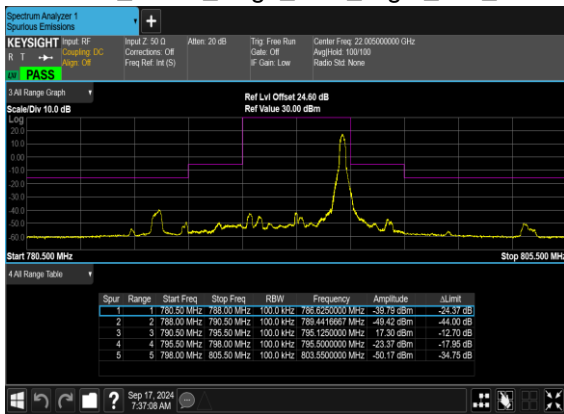 Spectrum Analyzer 1
Spurious Emissions
KEYSIGHT Input: RF Input Z: 50 Ω Atten: 20 dB Trig: Free Run Center Freq: 22.005000000 GHz
R T Coupling: DC Corrections: Off Gate: Off Avg|Hold: 100/100
Align: Off Freq Ref: Int (S) IF Gain: Low Radio Std: None
PASS
3 All Range Graph
Ref Lvl Offset 24.60 dB
Scale/Div 10.0 dB Ref Value 30.00 dBm
Log
20.0
10.0
0.00
-10.0
-20.0
-30.0
-40.0
-50.0
-60.0
Start 780.500 MHz Stop 805.500 MHz
4 All Range Table
Spur Range Start Freq Stop Freq RBW Frequency Amplitude ΔLimit
1 1 780.50 MHz 788.00 MHz 100.0 kHz 786.6250000 MHz -39.79 dBm -24.37 dB
2 2 788.00 MHz 790.50 MHz 100.0 kHz 789.4416667 MHz -49.42 dBm -44.00 dB
3 3 790.50 MHz 795.50 MHz 100.0 kHz 795.1250000 MHz 17.30 dBm -12.70 dB
4 4 795.50 MHz 798.00 MHz 100.0 kHz 795.5000000 MHz -23.37 dBm -17.95 dB
5 5 798.00 MHz 805.50 MHz 100.0 kHz 803.5500000 MHz -50.17 dBm -34.75 dB
Sep 17, 2024
7:37:08 AM